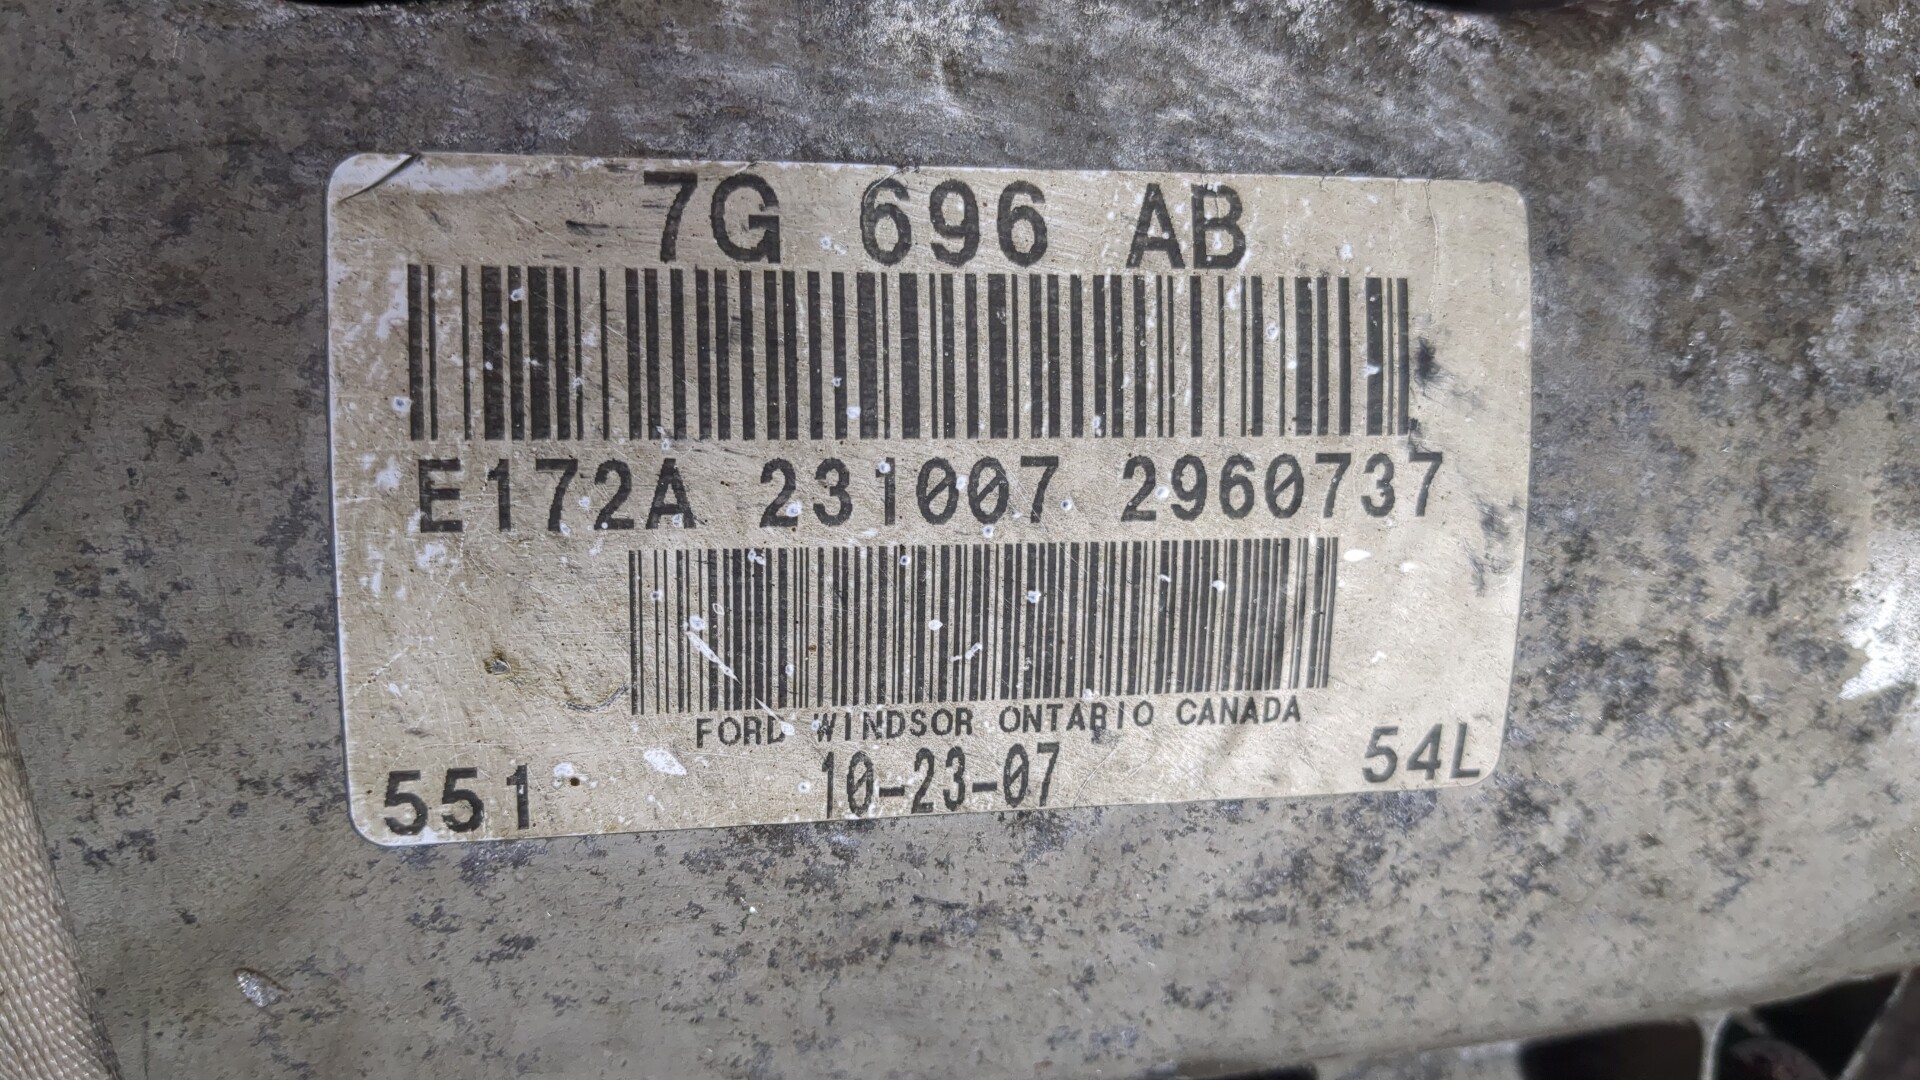 7G 696 AB
E172A 231007 2960737
FORD WINDSOR ONTARIO CANADA
551 10-23-07 54L